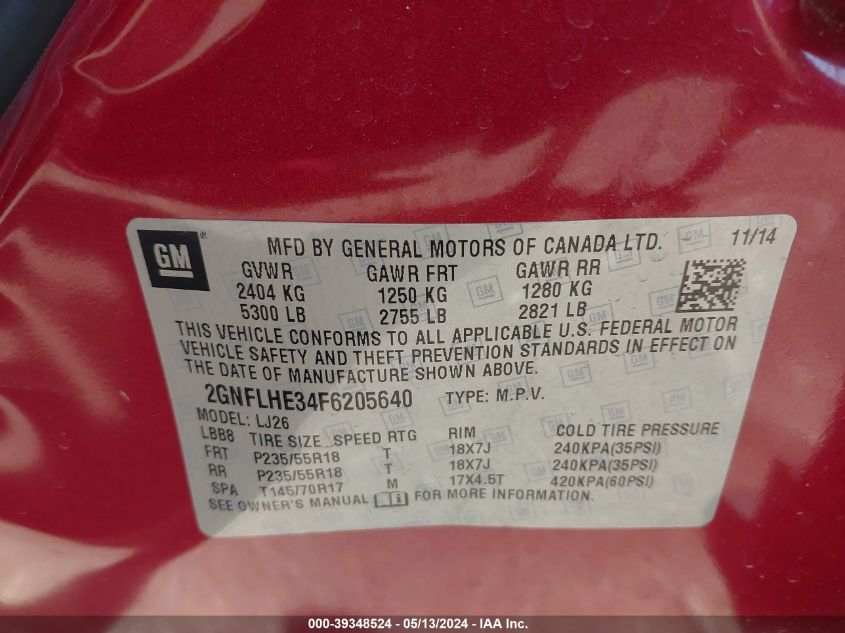 GM® MFD BY GENERAL MOTORS OF CANADA LTD. 11/14
GVWR GAWR FRT GAWR RR
2404 KG 1250 KG 1280 KG
5300 LB 2755 LB 2821 LB
THIS VEHICLE CONFORMS TO ALL APPLICABLE U.S. FEDERAL MOTOR
VEHICLE SAFETY AND THEFT PREVENTION STANDARDS IN EFFECT ON
THE DATE OF MANUFACTURE SHOWN ABOVE.
2GNFLHE34F6205640 TYPE: M.P.V.
MODEL: LJ26
LBB8 TIRE SIZE SPEED RTG RIM COLD TIRE PRESSURE
FRT P235/55R18 T 18X7J 240KPA(35PSI)
RR P235/55R18 T 18X7J 240KPA(35PSI)
SPA T145/70R17 M 17X4.5T 420KPA(60PSI)
SEE OWNER'S MANUAL FOR MORE INFORMATION.
000-39348524 - 05/13/2024 - IAA Inc.